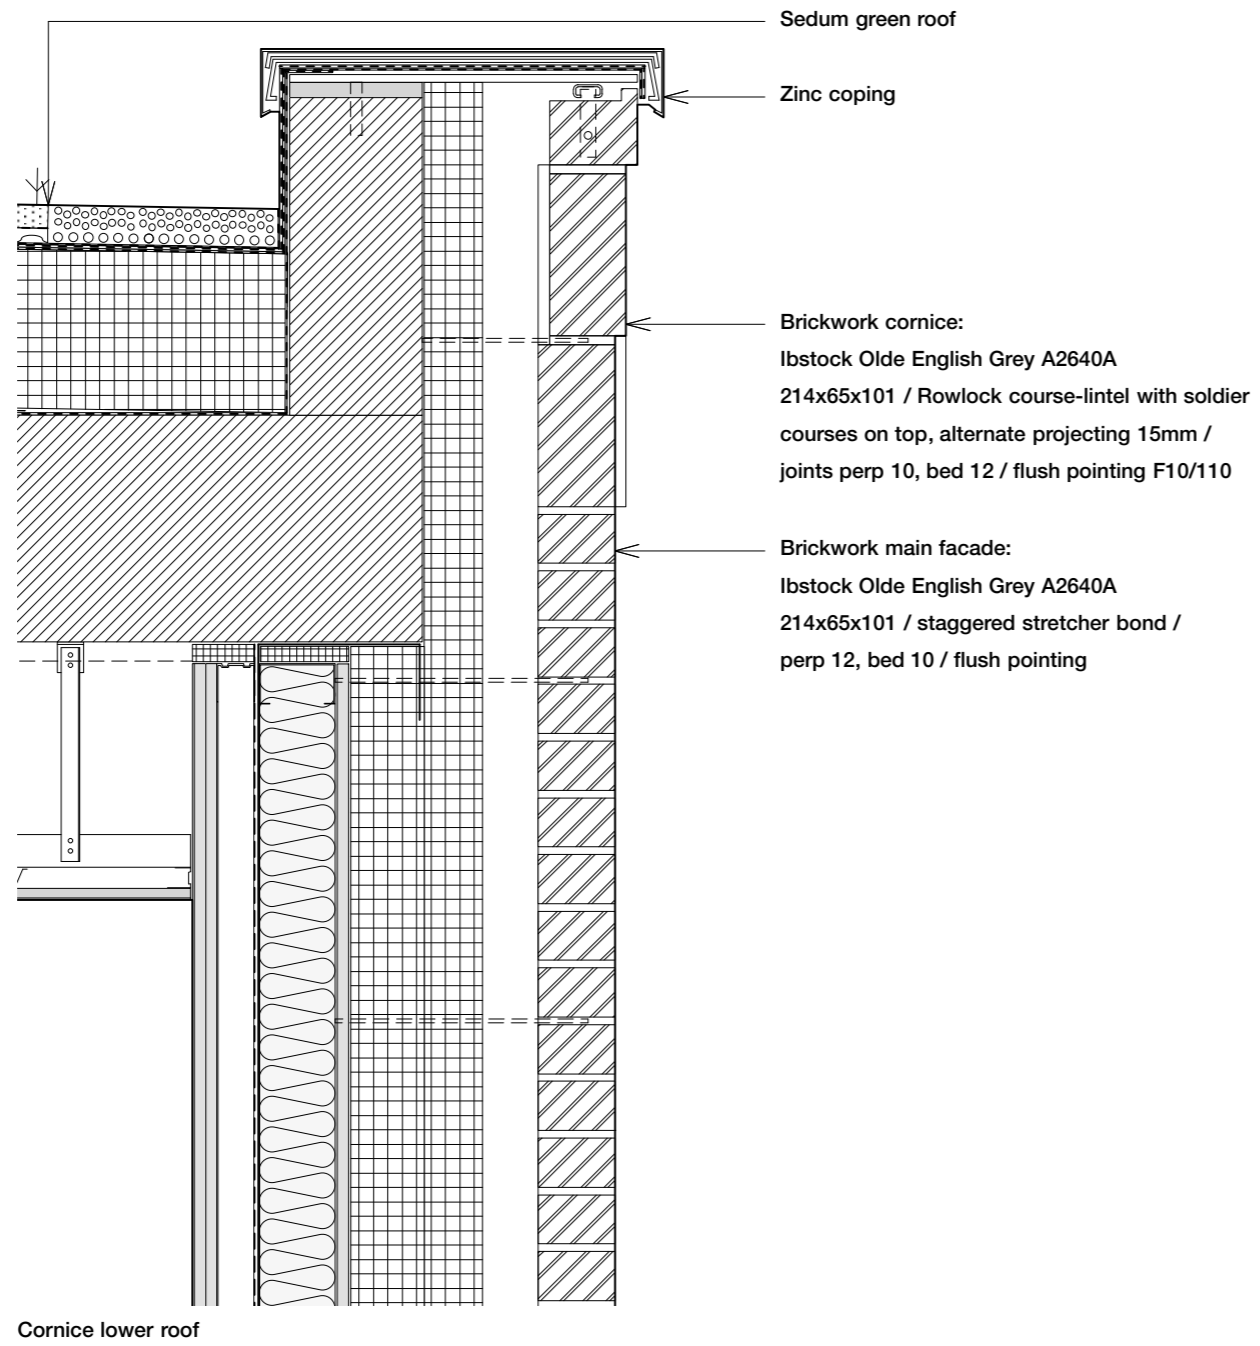 Sedum green roof
Zinc coping
Brickwork cornice:
Ibstock Olde English Grey A2640A
214x65x101 / Rowlock course-lintel with soldier
courses on top, alternate projecting 15mm /
joints perp 10, bed 12 / flush pointing F10/110
Brickwork main facade:
Ibstock Olde English Grey A2640A
214x65x101 / staggered stretcher bond /
perp 12, bed 10 / flush pointing
Cornice lower roof